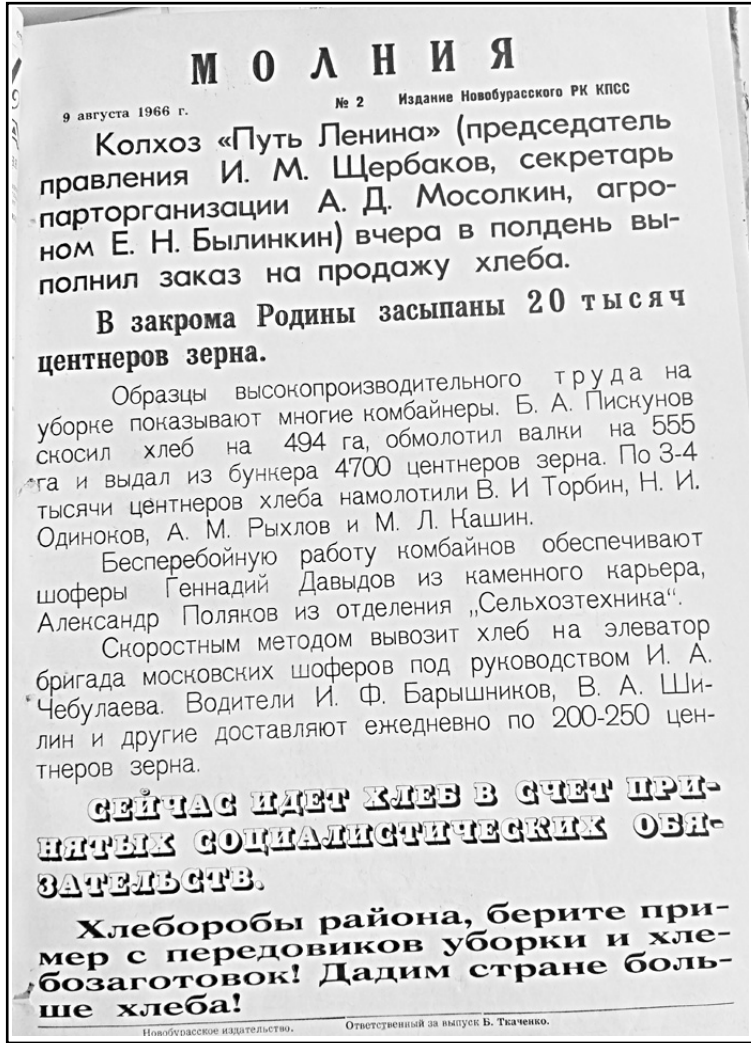 МОЛНИЯ
9 августа 1966 г. № 2 Издание Новобурасского РК КПСС
Колхоз «Путь Ленина» (председатель
правления И. М. Щербаков, секретарь
парторганизации А. Д. Мосолкин, агро-
ном Е. Н. Былинкин) вчера в полдень вы-
полнил заказ на продажу хлеба.
В закрома Родины засыпаны 20 тысяч
центнеров зерна.
Образцы высокопроизводительного труда на
уборке показывают многие комбайнеры. Б. А. Пискунов
скосил хлеб на 494 га, обмолотил валки на 555
га и выдал из бункера 4700 центнеров зерна. По 3-4
тысячи центнеров хлеба намолотили В. И Торбин, Н. И.
Одиноков, А. М. Рыхлов и М. Л. Кашин.
Бесперебойную работу комбайнов обеспечивают
шоферы Геннадий Давыдов из каменного карьера,
Александр Поляков из отделения „Сельхозтехника“.
Скоростным методом вывозит хлеб на элеватор
бригада московских шоферов под руководством И. А.
Чебулаева. Водители И. Ф. Барышников, В. А. Ши-
лин и другие доставляют ежедневно по 200-250 цен-
тнеров зерна.
СЕЙЧАС ИДЕТ ХЛЕБ В СЧЕТ ПРИ-
НЯТЫХ СОЦИАЛИСТИЧЕСКИХ ОБЯ-
ЗАТЕЛЬСТВ.
Хлеборобы района, берите при-
мер с передовиков уборки и хле-
бозаготовок! Дадим стране боль-
ше хлеба!
Новобурасское издательство. Ответственный за выпуск Б. Ткаченко.